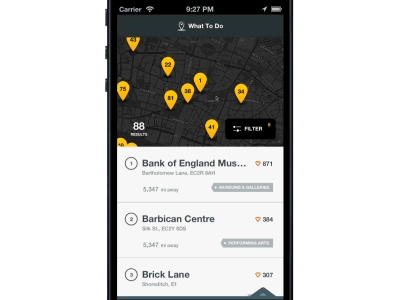 Carrier 9:27 PM
What To Do
43
22
1
75
38
34
81
41
88
RESULTS
FILTER
1 Bank of England Mus... 871
Bartholomew Lane, EC2R 8AH
5,347 mi away MUSEUMS & GALLERIES
2 Barbican Centre 384
Silk St, EC2Y 8DS
5,347 mi away PERFORMING ARTS
3 Brick Lane 307
Shoreditch, E1